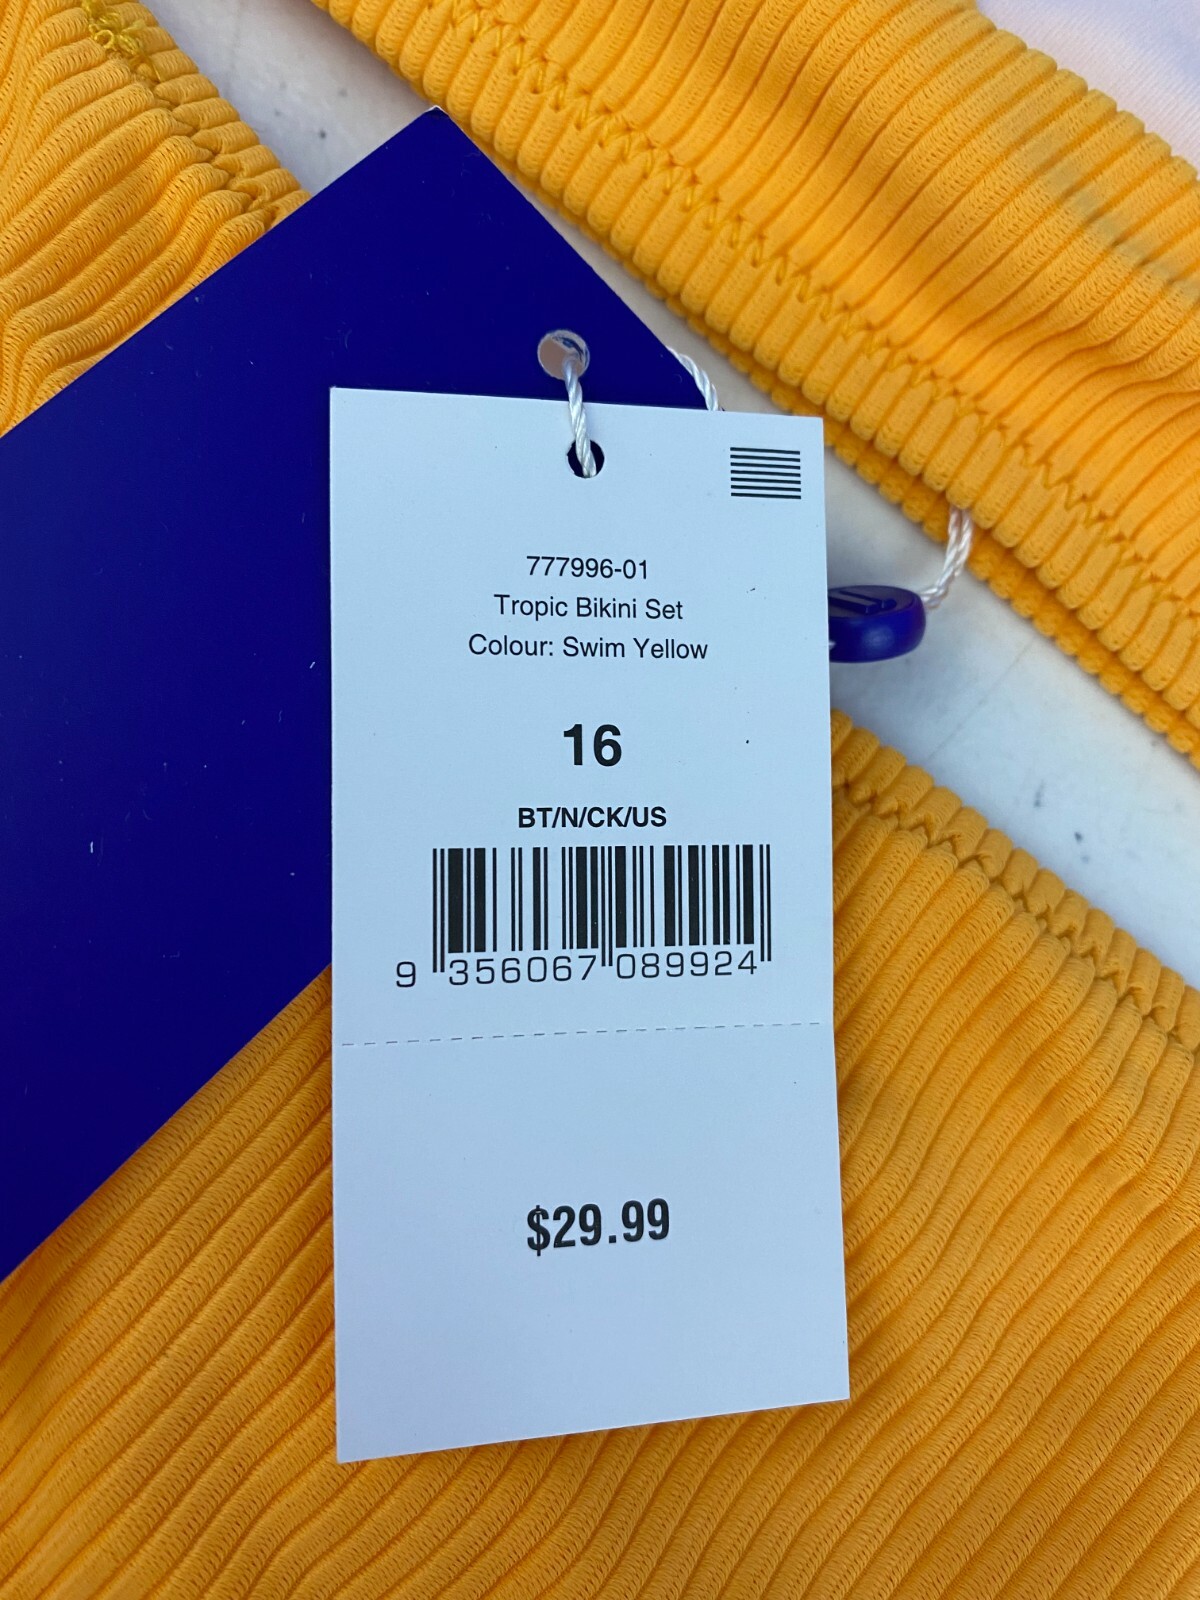 777996-01
Tropic Bikini Set
Colour: Swim Yellow
16
BT/N/CK/US
9 356067 089924
$29.99